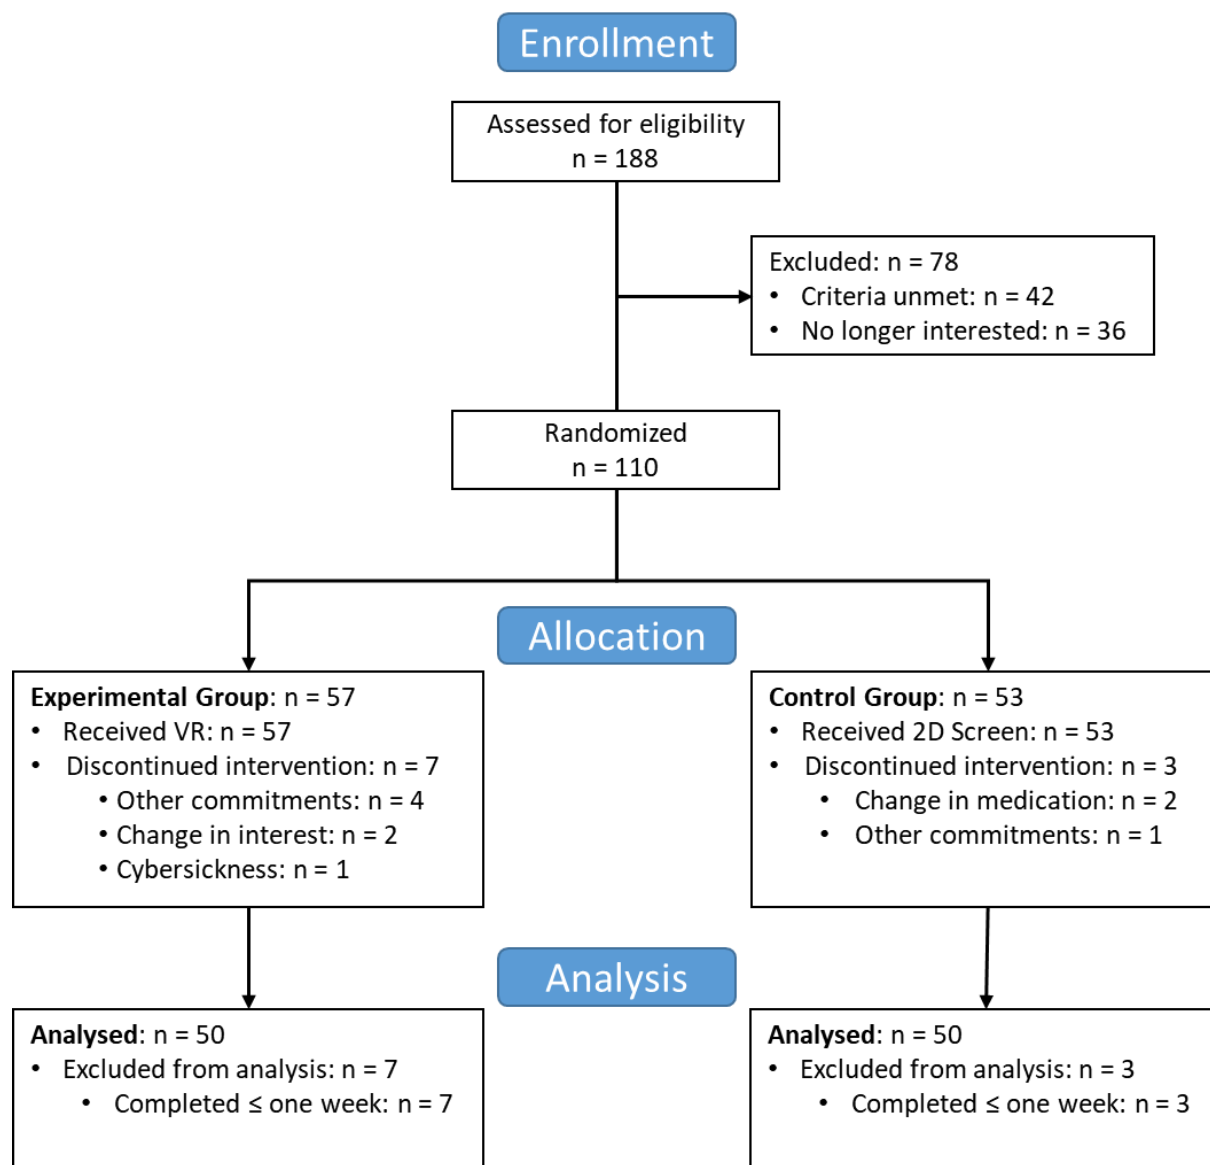 Enrollment
Assessed for eligibility
n = 188
Excluded: n = 78
• Criteria unmet: n = 42
• No longer interested: n = 36
Randomized
n = 110
Allocation
Experimental Group: n = 57
• Received VR: n = 57
• Discontinued intervention: n = 7
• Other commitments: n = 4
• Change in interest: n = 2
• Cybersickness: n = 1
Control Group: n = 53
• Received 2D Screen: n = 53
• Discontinued intervention: n = 3
• Change in medication: n = 2
• Other commitments: n = 1
Analysis
Analysed: n = 50
• Excluded from analysis: n = 7
• Completed ≤ one week: n = 7
Analysed: n = 50
• Excluded from analysis: n = 3
• Completed ≤ one week: n = 3